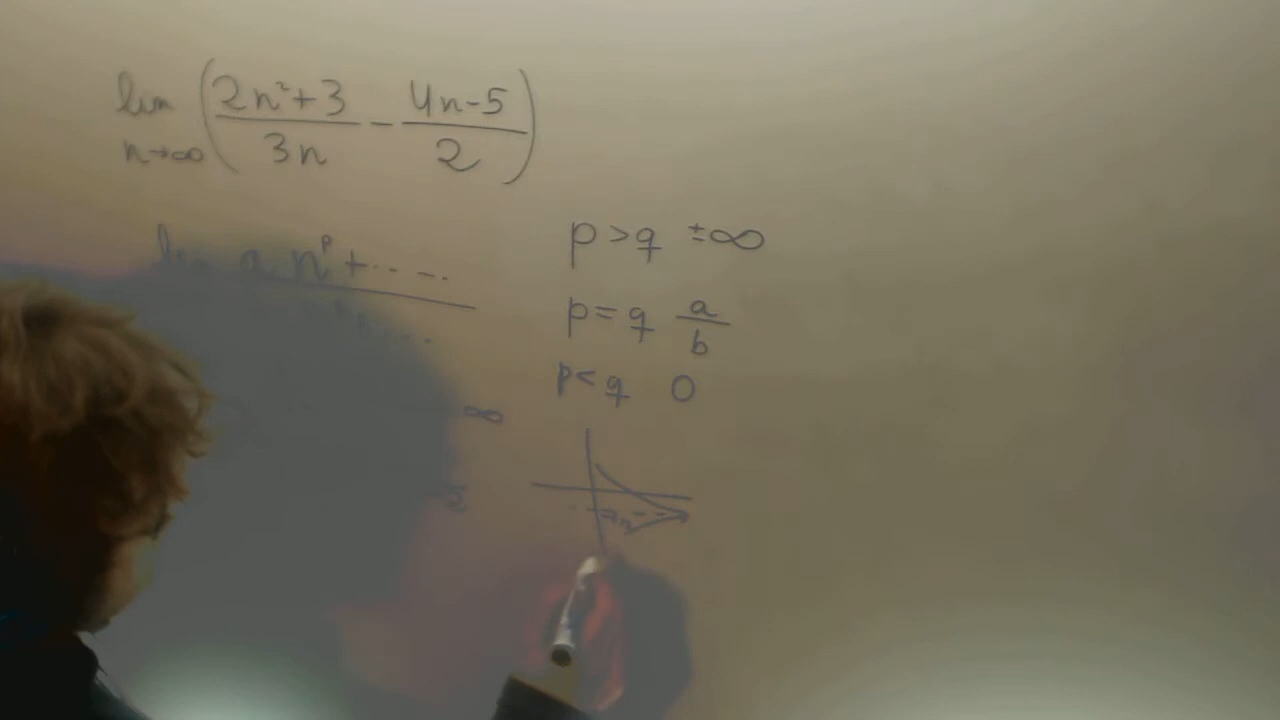 lim n→∞ ( (2n²+3)/(3n) − (4n−5)/2 )
lim a n^p + ··· ···
p > q ±∞
p = q a/b
p < q 0
∞